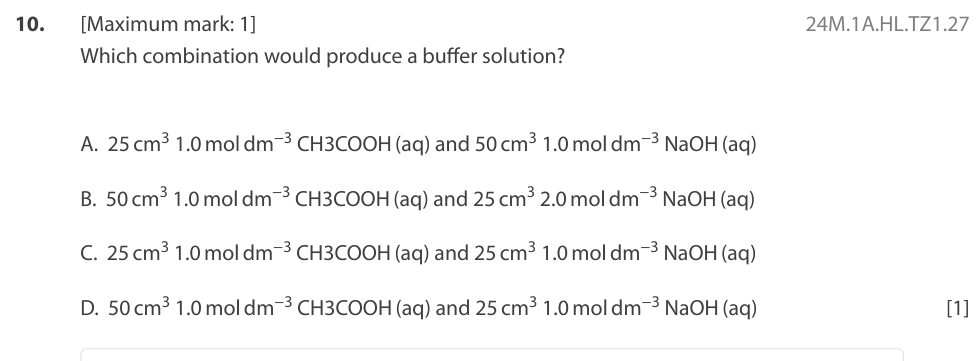 10. [Maximum mark: 1] 24M.1A.HL.TZ1.27
Which combination would produce a buffer solution?
A. 25 cm³ 1.0 mol dm⁻³ CH3COOH (aq) and 50 cm³ 1.0 mol dm⁻³ NaOH (aq)
B. 50 cm³ 1.0 mol dm⁻³ CH3COOH (aq) and 25 cm³ 2.0 mol dm⁻³ NaOH (aq)
C. 25 cm³ 1.0 mol dm⁻³ CH3COOH (aq) and 25 cm³ 1.0 mol dm⁻³ NaOH (aq)
D. 50 cm³ 1.0 mol dm⁻³ CH3COOH (aq) and 25 cm³ 1.0 mol dm⁻³ NaOH (aq) [1]